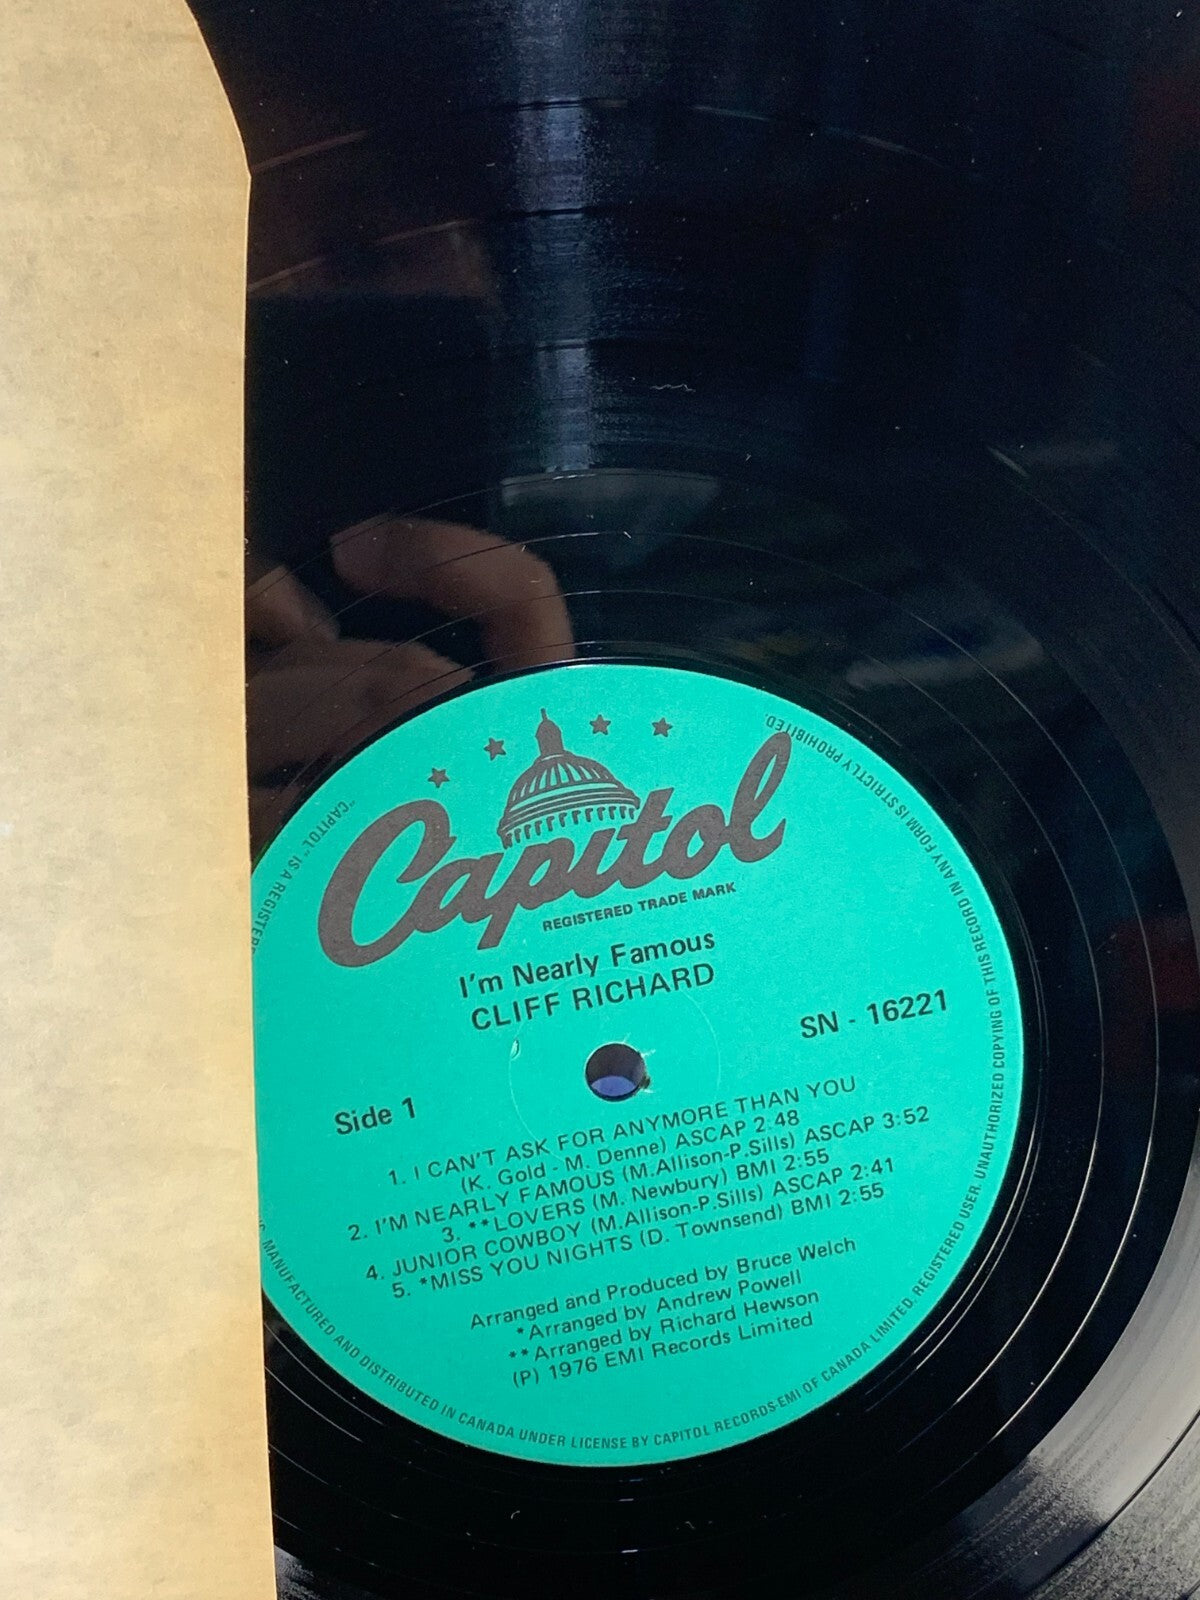 Capitol
REGISTERED TRADE MARK
I'm Nearly Famous
CLIFF RICHARD
SN - 16221
Side 1
1. I CAN'T ASK FOR ANYMORE THAN YOU
(K. Gold - M. Denne) ASCAP 2:48
2. I'M NEARLY FAMOUS (M.Allison-P.Sills) ASCAP 3:52
3. **LOVERS (M. Newbury) BMI 2:55
4. JUNIOR COWBOY (M.Allison-P.Sills) ASCAP 2:41
5. *MISS YOU NIGHTS (D. Townsend) BMI 2:55
Arranged and Produced by Bruce Welch
*Arranged by Andrew Powell
**Arranged by Richard Hewson
(P) 1976 EMI Records Limited
"CAPITOL" IS A
MANUFACTURED AND DISTRIBUTED IN CANADA UNDER LICENSE BY CAPITOL RECORDS-EMI OF CANADA LIMITED. REGISTERED USER. UNAUTHORIZED COPYING OF THIS RECORD IN ANY FORM IS STRICTLY PROHIBITED.